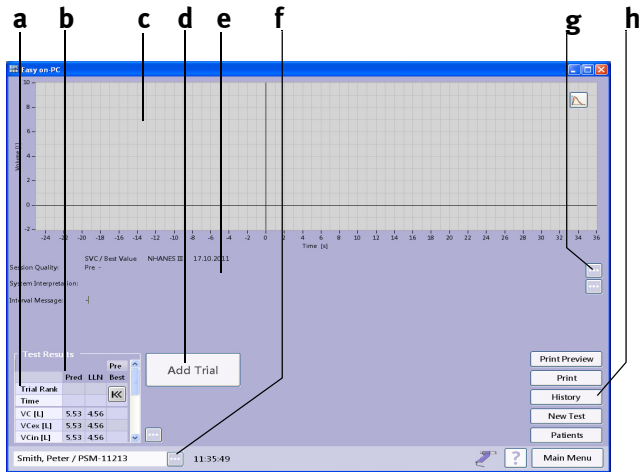 a b c d e f g h
Easy on-PC
10
8
6
4
2
0
-2
Volume [l]
-24 -22 -20 -18 -16 -14 -12 -10 -8 -6 -4 -2 0 2 4 6 8 10 12 14 16 18 20 22 24 26 28 30 32 34 36
Time [s]
SVC / Best Value NHANES III 17.10.2011
Session Quality: Pre -
System Interpretation:
Interval Message: -
Test Results
Pre
Pred LLN Best
Trial Rank
Time
VC [L] 5.53 4.56
VCex [L] 5.53 4.56
VCin [L] 5.53 4.56
Add Trial
...
...
...
Print Preview
Print
History
New Test
Patients
Smith, Peter / PSM-11213 ... 11:35:49 ? Main Menu